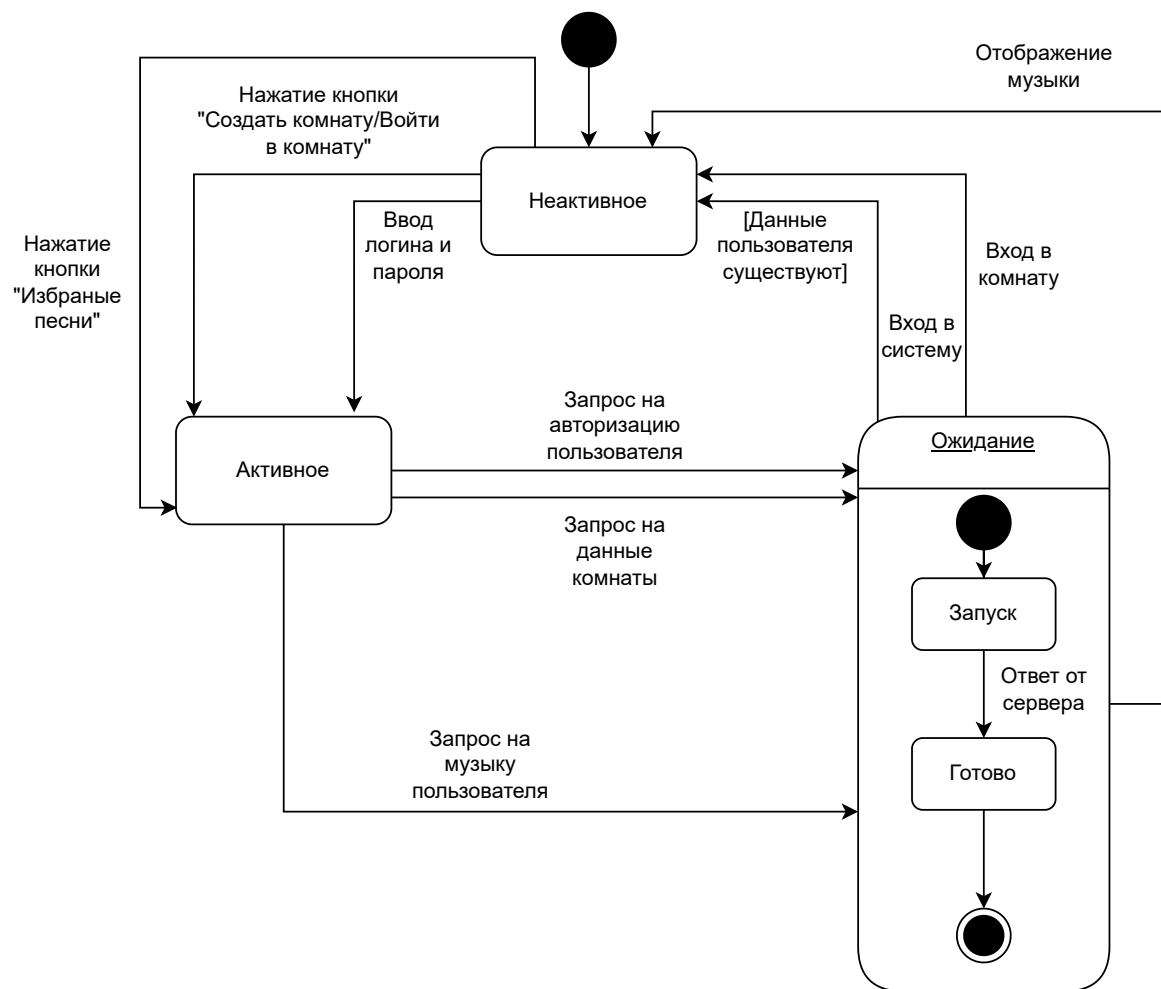 Отображение
музыки
Нажатие кнопки
"Создать комнату/Войти
в комнату"
Неактивное
Ввод
логина и
пароля
[Данные
пользователя
существуют]
Нажатие
кнопки
"Избраные
песни"
Вход в
комнату
Вход в
систему
Запрос на
авторизацию
пользователя
Ожидание
Активное
Запрос на
данные
комнаты
Запуск
Ответ от
сервера
Запрос на
музыку
пользователя
Готово